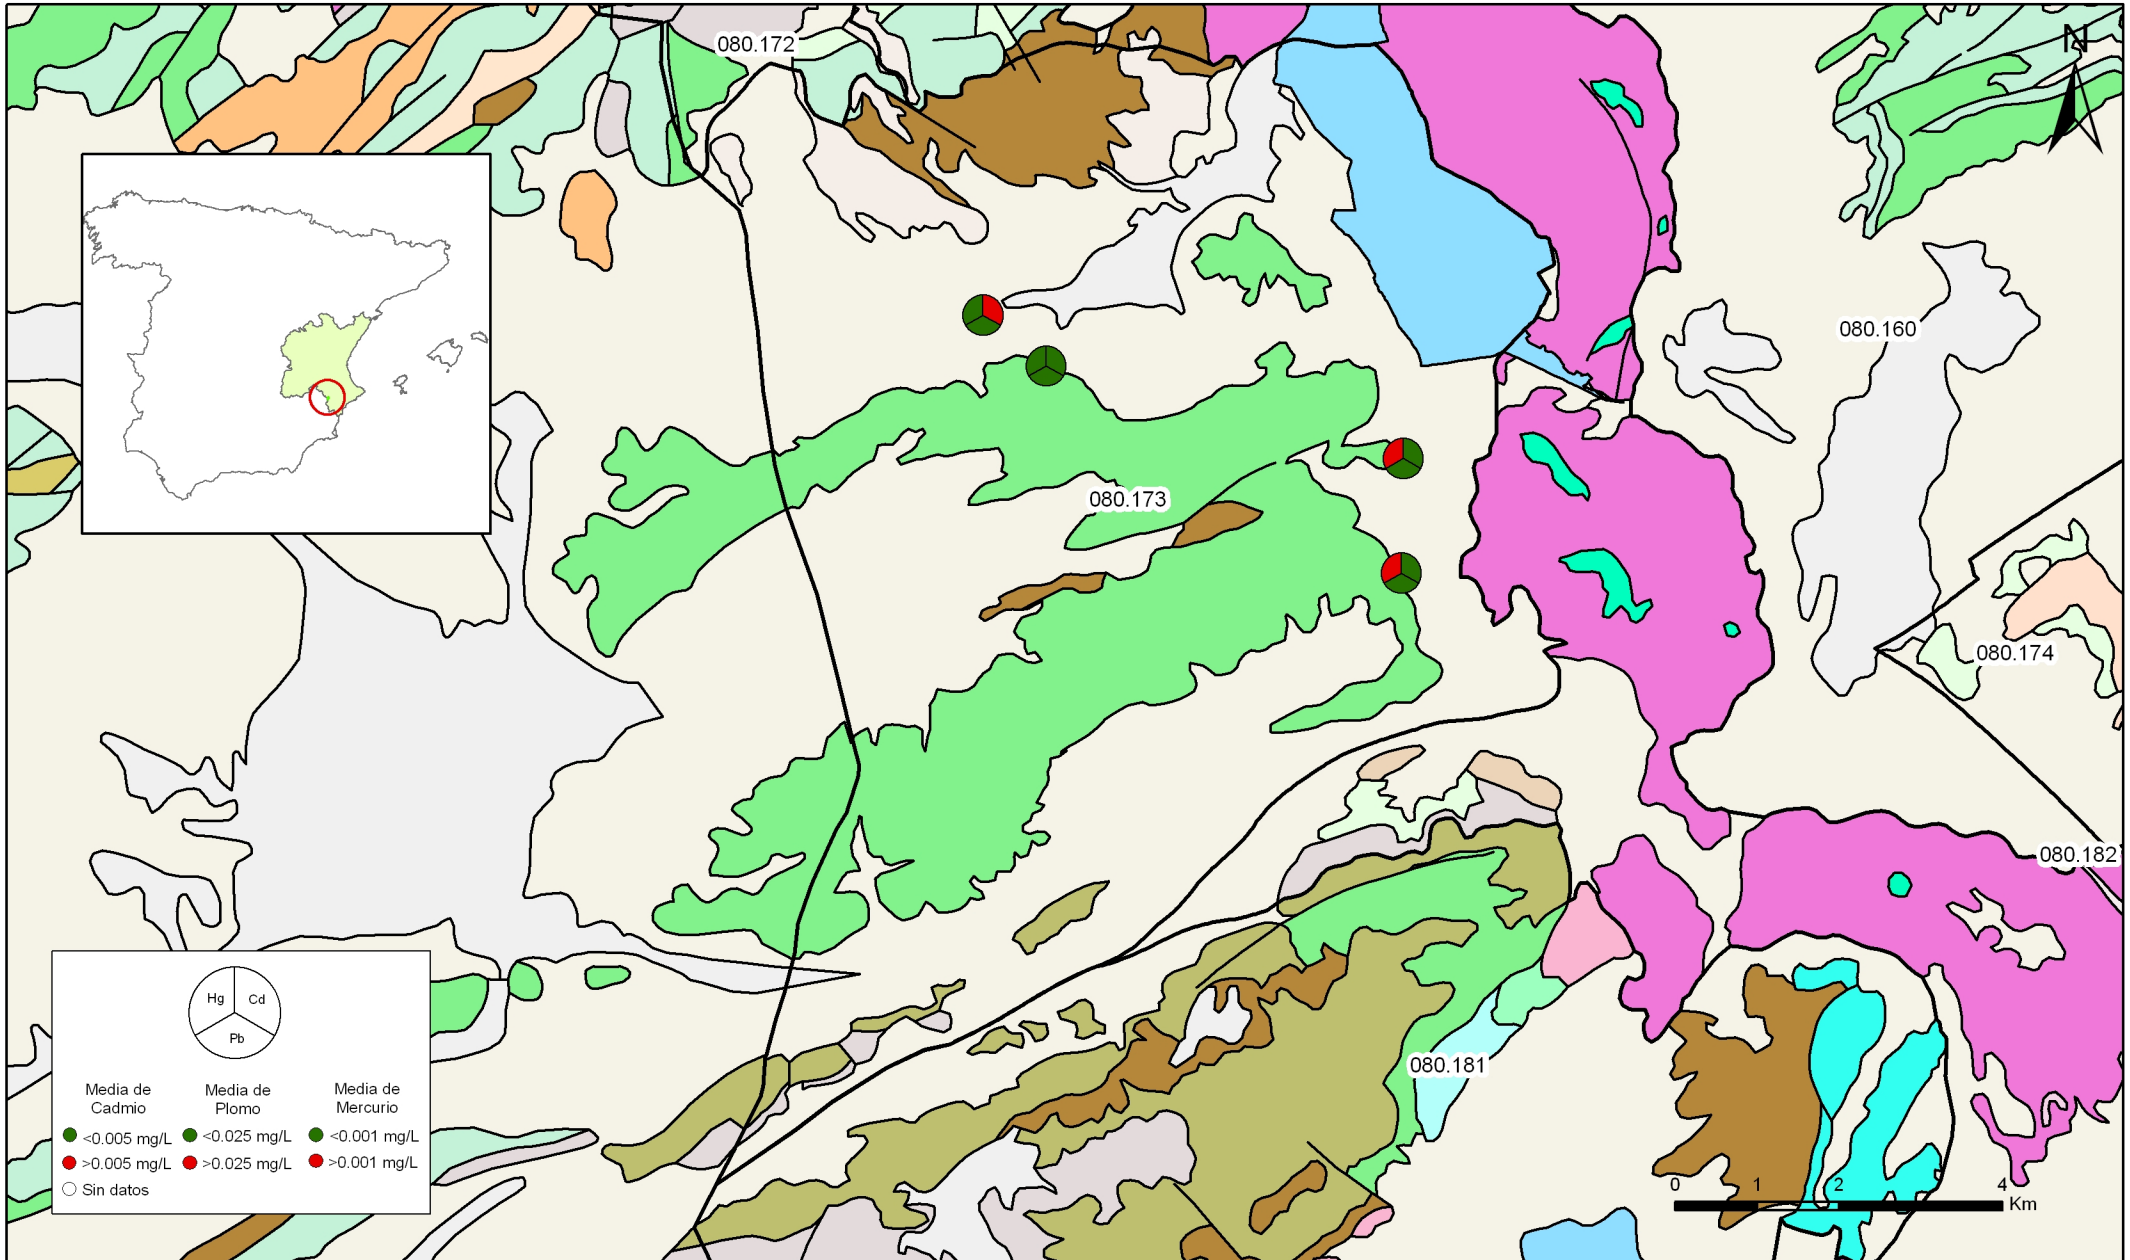 080.172
N
080.160
080.173
080.174
080.182
080.181
Hg
Cd
Pb
Media de Cadmio
Media de Plomo
Media de Mercurio
<0.005 mg/L
<0.025 mg/L
<0.001 mg/L
>0.005 mg/L
>0.025 mg/L
>0.001 mg/L
Sin datos
0 1 2 4
Km